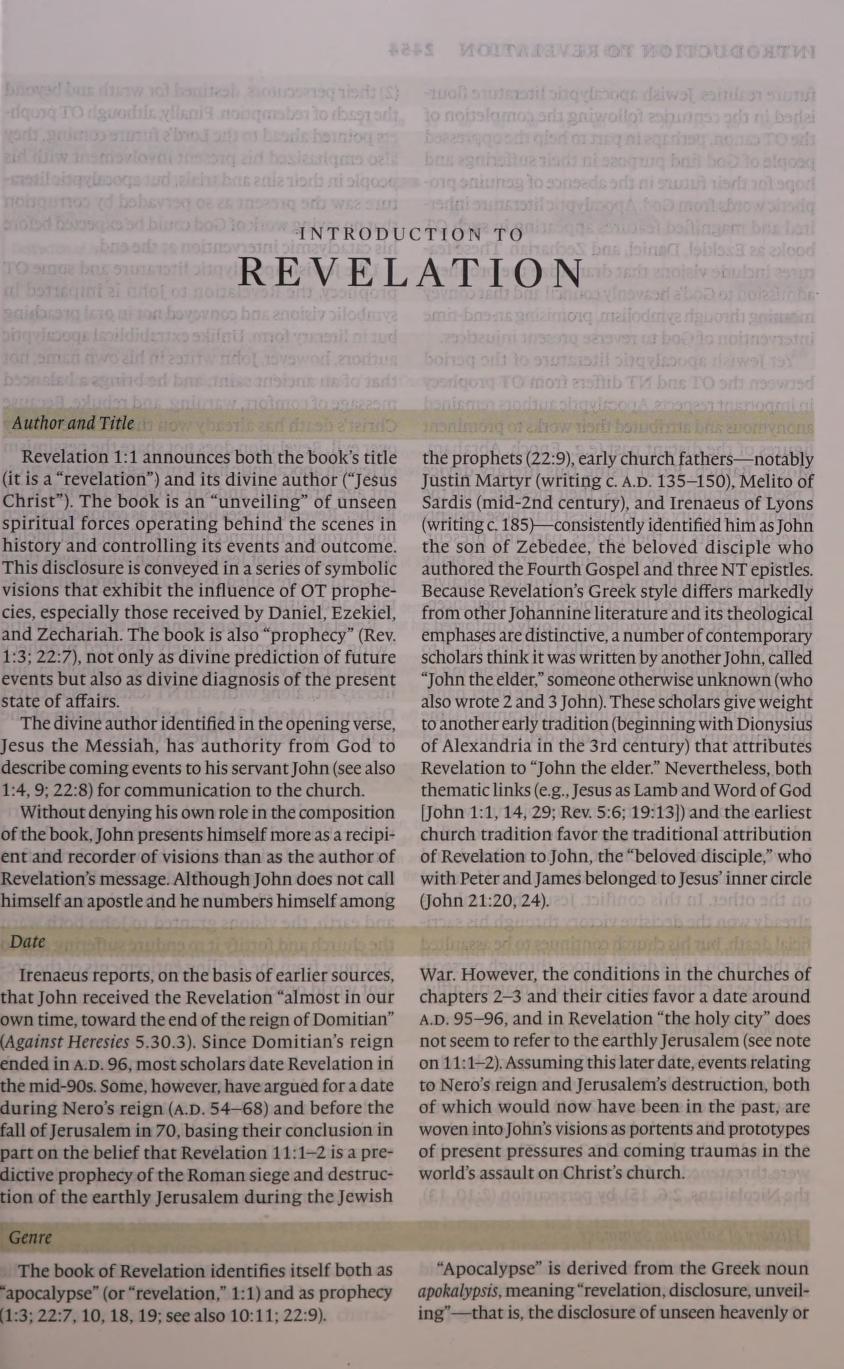 INTRODUCTION TO REVELATION 2454
INTRODUCTION TO
REVELATION
Author and Title
Revelation 1:1 announces both the book’s title
(it is a “revelation”) and its divine author (“Jesus
Christ”). The book is an “unveiling” of unseen
spiritual forces operating behind the scenes in
history and controlling its events and outcome.
This disclosure is conveyed in a series of symbolic
visions that exhibit the influence of OT prophe-
cies, especially those received by Daniel, Ezekiel,
and Zechariah. The book is also “prophecy” (Rev.
1:3; 22:7), not only as divine prediction of future
events but also as divine diagnosis of the present
state of affairs.
The divine author identified in the opening verse,
Jesus the Messiah, has authority from God to
describe coming events to his servant John (see also
1:4, 9; 22:8) for communication to the church.
Without denying his own role in the composition
of the book, John presents himself more as a recipi-
ent and recorder of visions than as the author of
Revelation’s message. Although John does not call
himself an apostle and he numbers himself among
the prophets (22:9), early church fathers—notably
Justin Martyr (writing c. A.D. 135–150), Melito of
Sardis (mid-2nd century), and Irenaeus of Lyons
(writing c. 185)—consistently identified him as John
the son of Zebedee, the beloved disciple who
authored the Fourth Gospel and three NT epistles.
Because Revelation’s Greek style differs markedly
from other Johannine literature and its theological
emphases are distinctive, a number of contemporary
scholars think it was written by another John, called
“John the elder,” someone otherwise unknown (who
also wrote 2 and 3 John). These scholars give weight
to another early tradition (beginning with Dionysius
of Alexandria in the 3rd century) that attributes
Revelation to “John the elder.” Nevertheless, both
thematic links (e.g., Jesus as Lamb and Word of God
[John 1:1, 14, 29; Rev. 5:6; 19:13]) and the earliest
church tradition favor the traditional attribution
of Revelation to John, the “beloved disciple,” who
with Peter and James belonged to Jesus’ inner circle
(John 21:20, 24).
Date
Irenaeus reports, on the basis of earlier sources,
that John received the Revelation “almost in our
own time, toward the end of the reign of Domitian”
(Against Heresies 5.30.3). Since Domitian’s reign
ended in A.D. 96, most scholars date Revelation in
the mid-90s. Some, however, have argued for a date
during Nero’s reign (A.D. 54–68) and before the
fall of Jerusalem in 70, basing their conclusion in
part on the belief that Revelation 11:1–2 is a pre-
dictive prophecy of the Roman siege and destruc-
tion of the earthly Jerusalem during the Jewish
War. However, the conditions in the churches of
chapters 2–3 and their cities favor a date around
A.D. 95–96, and in Revelation “the holy city” does
not seem to refer to the earthly Jerusalem (see note
on 11:1–2). Assuming this later date, events relating
to Nero’s reign and Jerusalem’s destruction, both
of which would now have been in the past, are
woven into John’s visions as portents and prototypes
of present pressures and coming traumas in the
world’s assault on Christ’s church.
Genre
The book of Revelation identifies itself both as
“apocalypse” (or “revelation,” 1:1) and as prophecy
(1:3; 22:7, 10, 18, 19; see also 10:11; 22:9).
“Apocalypse” is derived from the Greek noun
apokalypsis, meaning “revelation, disclosure, unveil-
ing”—that is, the disclosure of unseen heavenly or